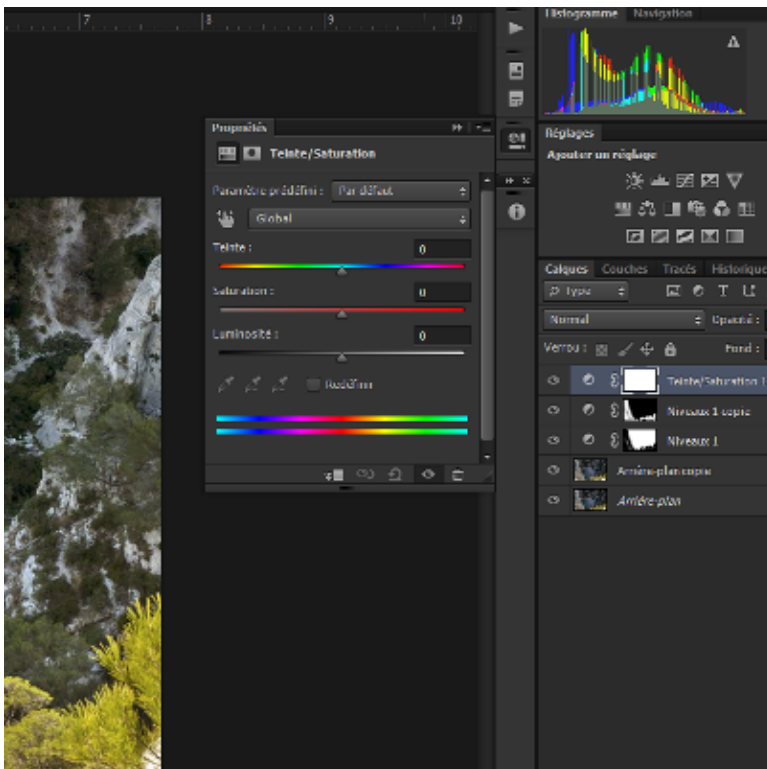 7 8 9 10
Histogramme Navigation
Propriétés
Teinte/Saturation
Paramètre prédéfini : Par défaut
Global
Teinte : 0
Saturation : 0
Luminosité : 0
Redéfinir
Réglages
Ajouter un réglage
Calques Couches Tracés Historique
Type T
Normal Opacité :
Verrou : Fond :
Teinte/Saturation 1
Niveaux 1 copie
Niveaux 1
Arrière-plan copie
Arrière-plan